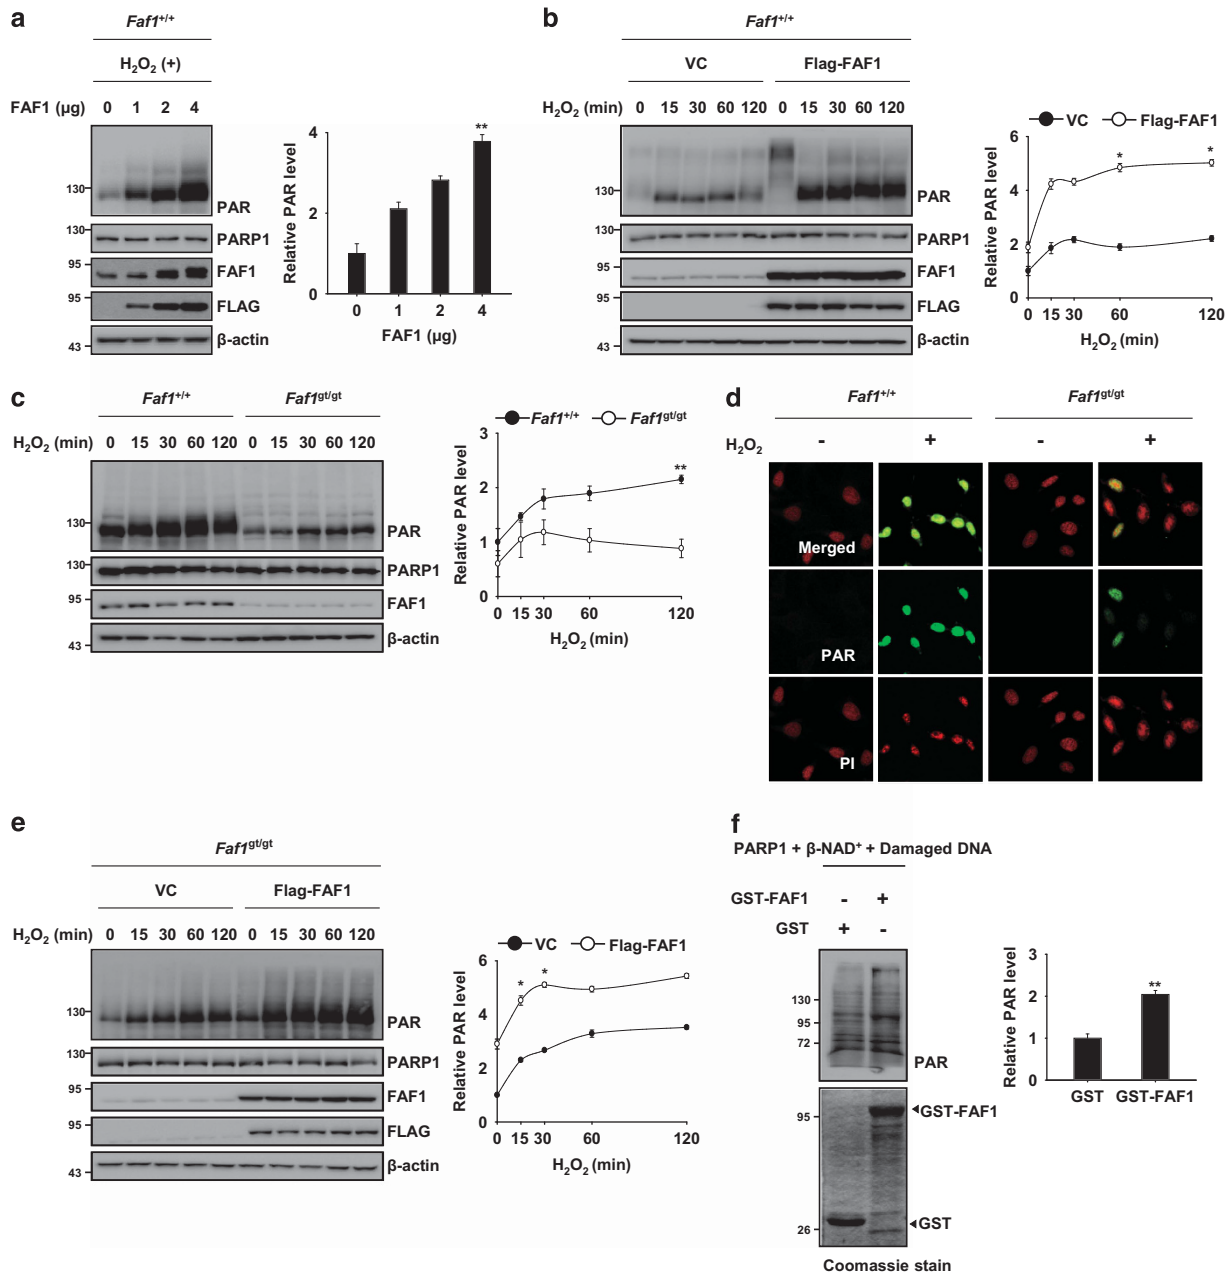 a
Faf1+/+
H2O2 (+)
FAF1 (µg) 0 1 2 4
130
PAR
130
PARP1
95
FAF1
95
FLAG
43
β-actin
Relative PAR level
4
2
0
**
0 1 2 4
FAF1 (µg)
b
Faf1+/+
VC Flag-FAF1
H2O2 (min) 0 15 30 60 120 0 15 30 60 120
130
PAR
130
PARP1
95
FAF1
95
FLAG
43
β-actin
VC Flag-FAF1
Relative PAR level
6
4
2
0
* *
0 15 30 60 120
H2O2 (min)
c
Faf1+/+ Faf1gt/gt
H2O2 (min) 0 15 30 60 120 0 15 30 60 120
130
PAR
130
PARP1
95
FAF1
43
β-actin
Faf1+/+ Faf1gt/gt
Relative PAR level
3
2
1
0
**
0 15 30 60 120
H2O2 (min)
d
Faf1+/+ Faf1gt/gt
H2O2 - + - +
Merged
PAR
PI
e
Faf1gt/gt
VC Flag-FAF1
H2O2 (min) 0 15 30 60 120 0 15 30 60 120
130
PAR
130
PARP1
95
FAF1
95
FLAG
43
β-actin
VC Flag-FAF1
Relative PAR level
6
4
2
0
* *
0 15 30 60 120
H2O2 (min)
f
PARP1 + β-NAD+ + Damaged DNA
GST-FAF1 - +
GST + -
130
95
72
PAR
95
GST-FAF1
26
GST
Coomassie stain
Relative PAR level
3
2
1
0
**
GST GST-FAF1